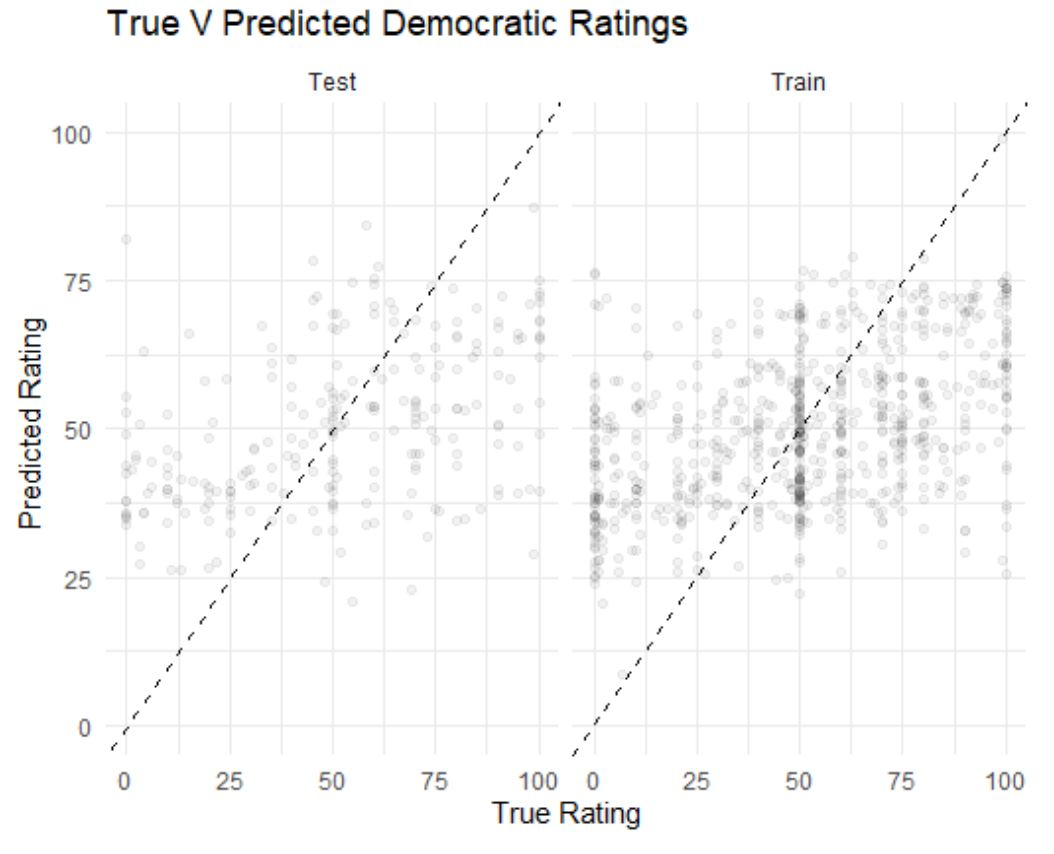 True V Predicted Democratic Ratings
Test
Train
Predicted Rating
100
75
50
25
0
0 25 50 75 100
0 25 50 75 100
True Rating